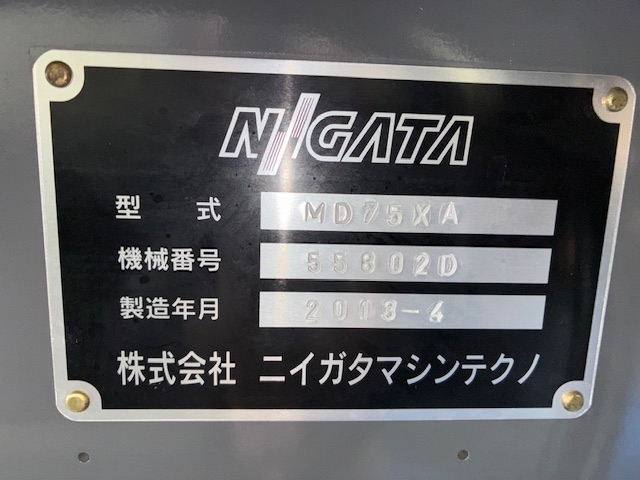 NIIGATA
型式 MD75XA
機械番号 55802D
製造年月 2013-4
株式会社 ニイガタマシンテクノ